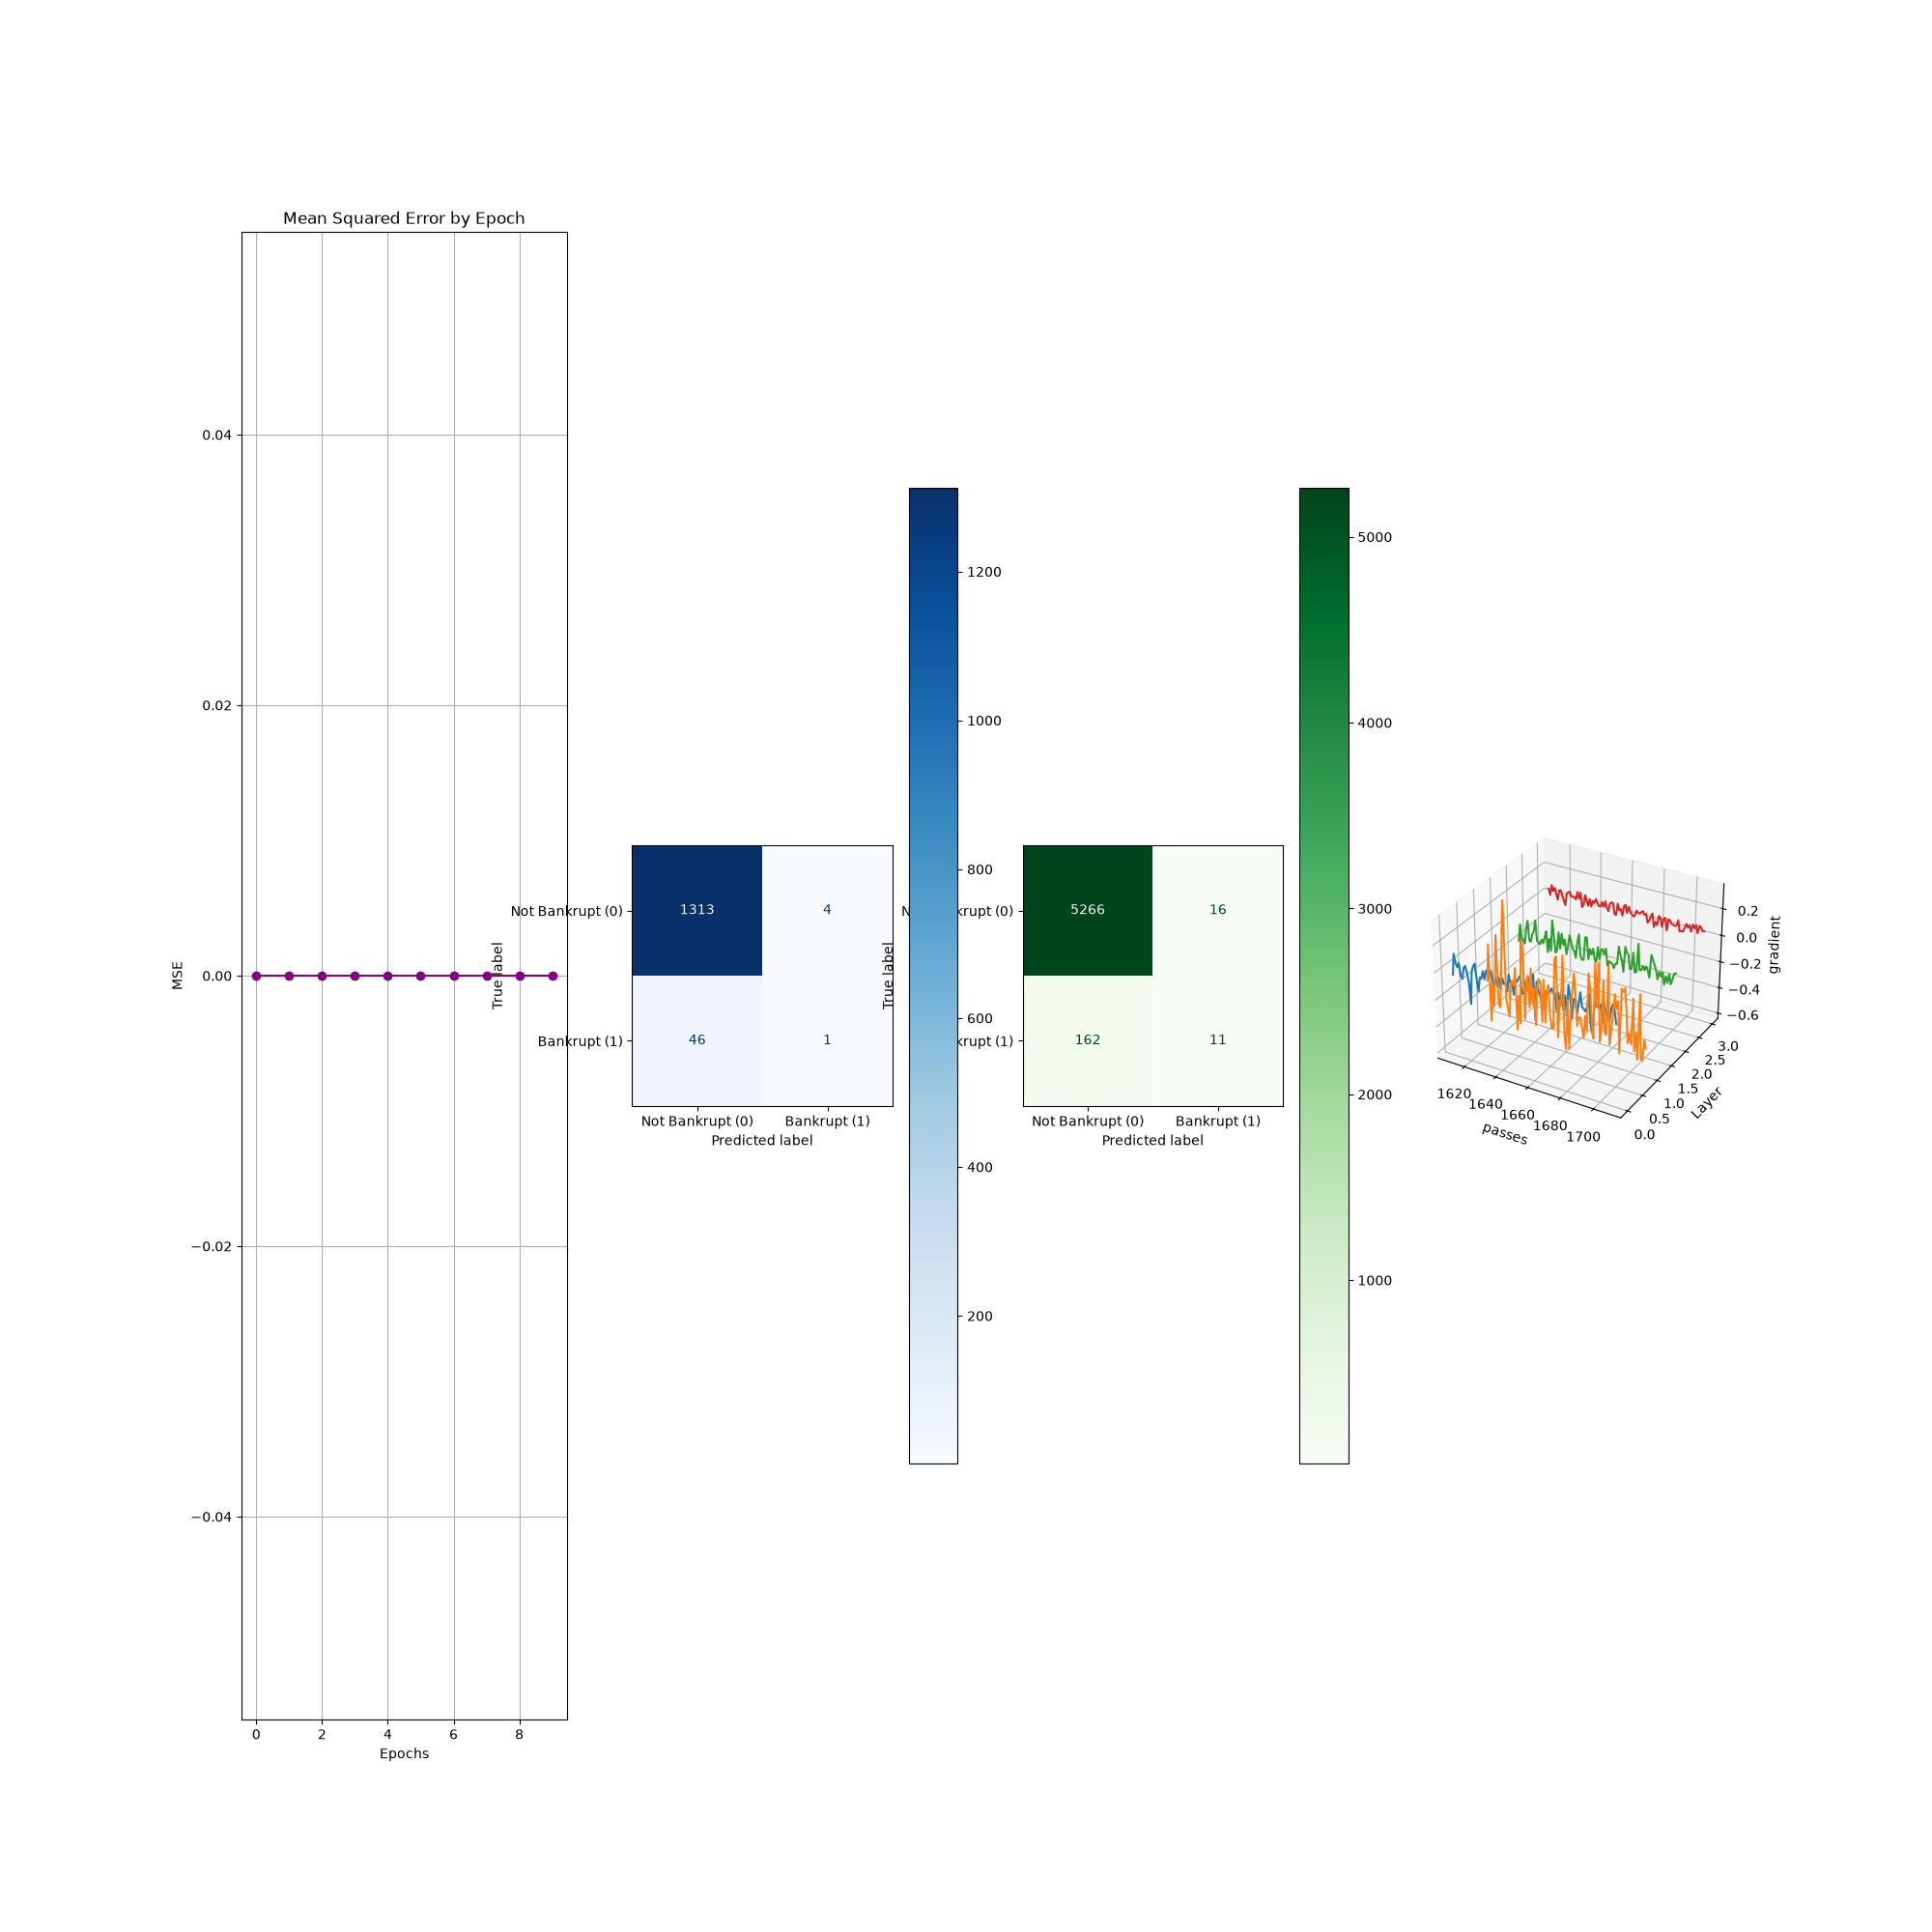 Mean Squared Error by Epoch
0.04
0.02
0.00
−0.02
−0.04
MSE
0 2 4 6 8
Epochs
True label
Not Bankrupt (0)
Bankrupt (1)
1313 4
46 1
Not Bankrupt (0) Bankrupt (1)
Predicted label
1200
1000
800
600
400
200
True label
N
krupt (0)
krupt (1)
5266 16
162 11
Not Bankrupt (0) Bankrupt (1)
Predicted label
5000
4000
3000
2000
1000
0.2
0.0
−0.2
−0.4
−0.6
gradient
3.0
2.5
2.0
1.5
1.0
0.5
0.0
Layer
1620
1640
1660
1680
1700
passes